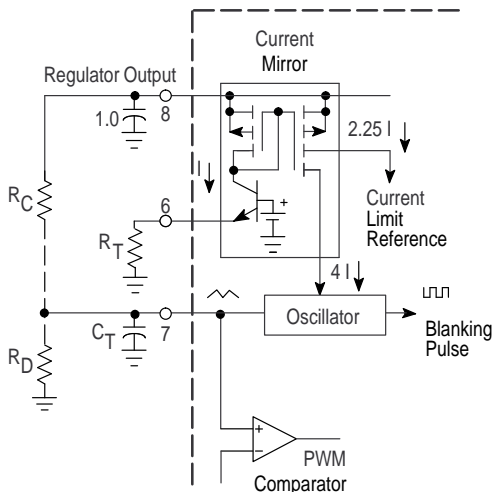 Current
Mirror
Regulator Output
1.0
8
2.25 I
I
R_C
6
+
Current
Limit
Reference
R_T
4 I
C_T
7
Oscillator
Blanking
Pulse
R_D
+
−
PWM
Comparator